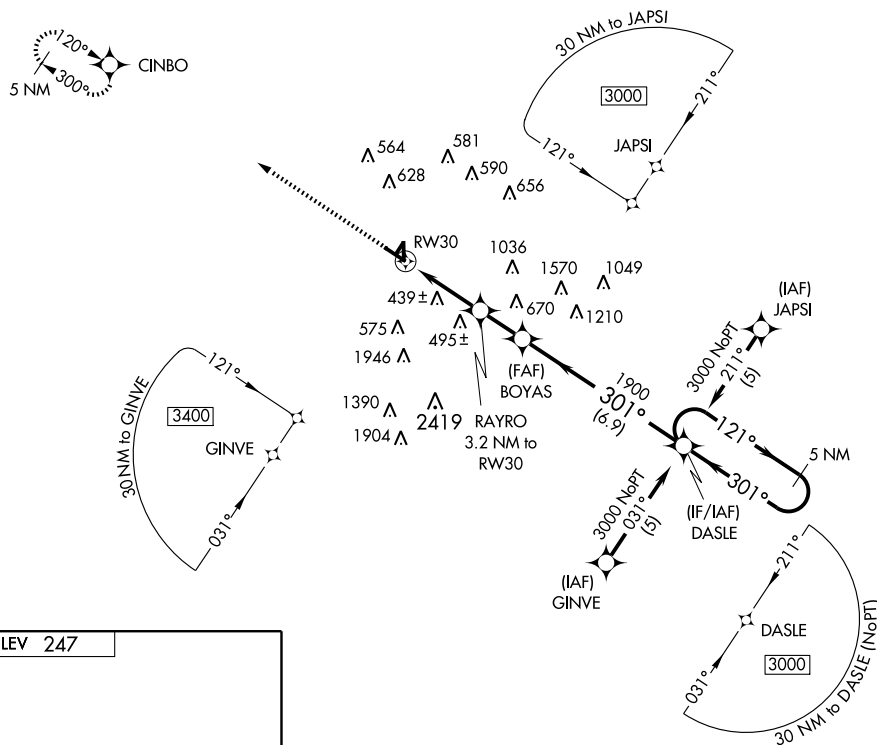 120°
CINBO
300°
5 NM
30 NM to JAPSI
3000
211°
121°
JAPSI
564
581
628
590
656
RW30
1036
1570
1049
439±
670
1210
575
495±
1946
(FAF)
BOYAS
1390
2419
1904
RAYRO
3.2 NM to
RW30
1900
301°
(6.9)
(IAF)
JAPSI
3000 NoPT
211°
(5)
121°
5 NM
301°
(IF/IAF)
DASLE
3000 NoPT
031°
(5)
(IAF)
GINVE
30 NM to GINVE
121°
3400
GINVE
031°
211°
DASLE
3000
031°
30 NM to DASLE (NoPT)
LEV 247